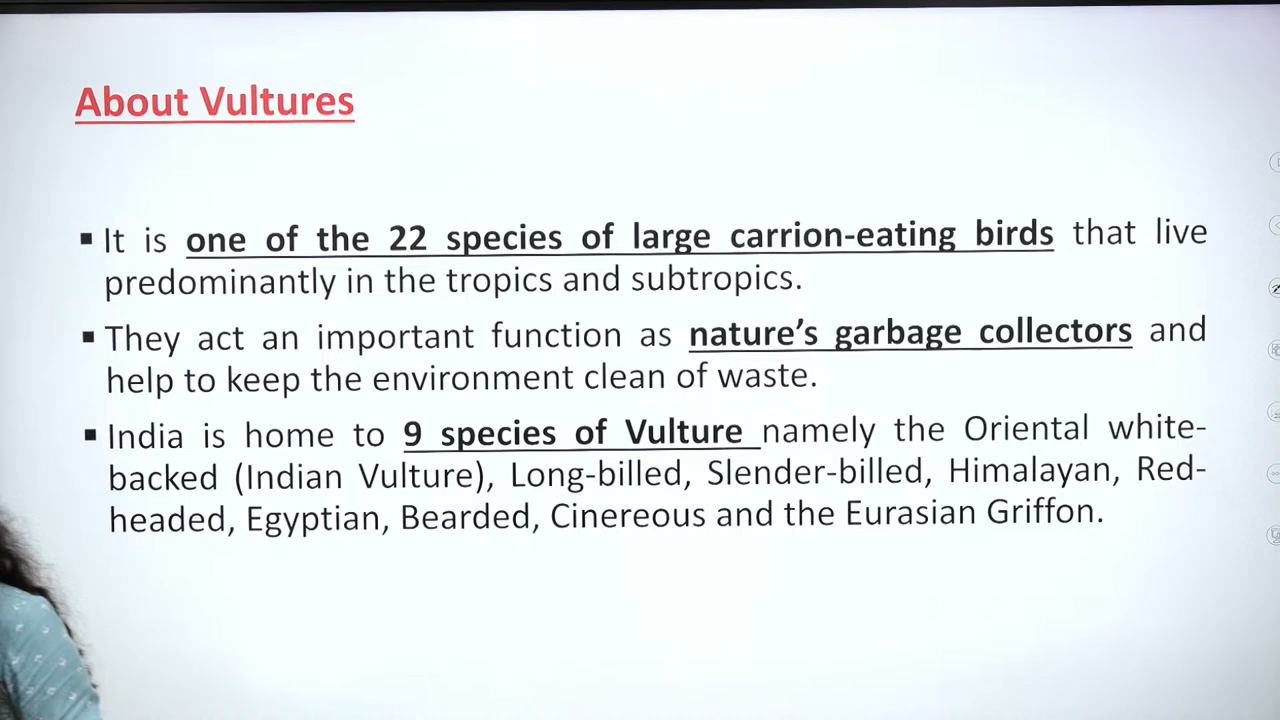 About Vultures
▪ It is one of the 22 species of large carrion-eating birds that live
predominantly in the tropics and subtropics.
▪ They act an important function as nature’s garbage collectors and
help to keep the environment clean of waste.
▪ India is home to 9 species of Vulture namely the Oriental white-
backed (Indian Vulture), Long-billed, Slender-billed, Himalayan, Red-
headed, Egyptian, Bearded, Cinereous and the Eurasian Griffon.